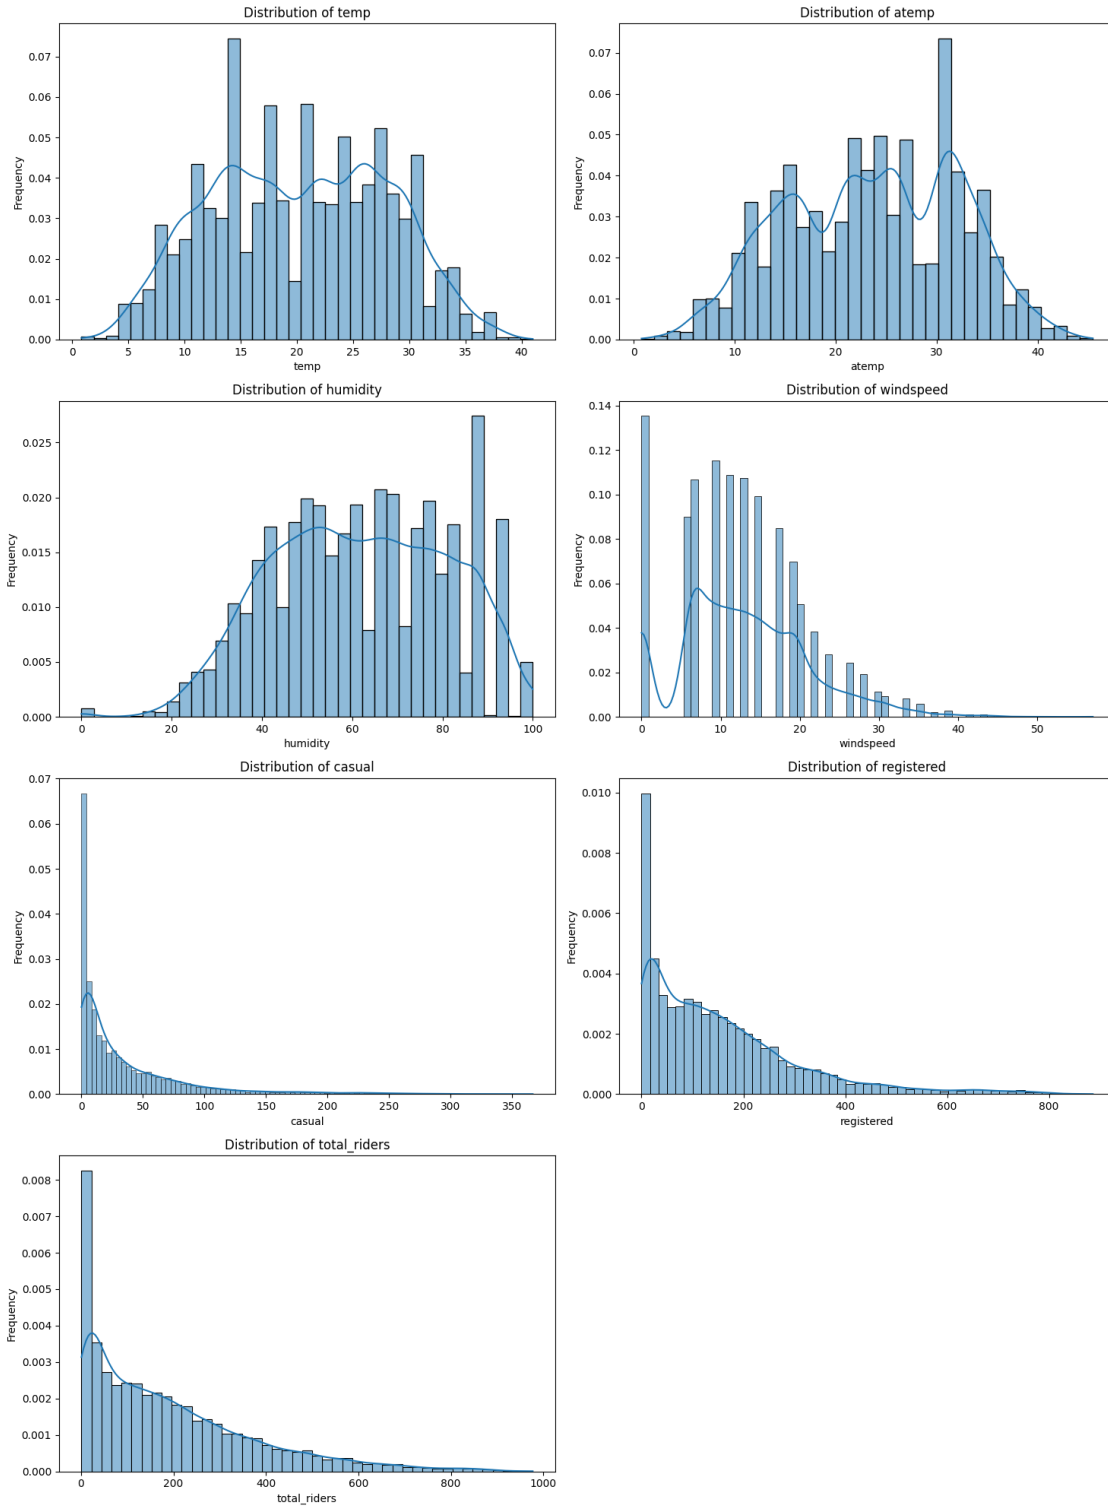 Distribution of temp
Frequency
0.07
0.06
0.05
0.04
0.03
0.02
0.01
0.00
0 5 10 15 20 25 30 35 40
temp
Distribution of atemp
Frequency
0.07
0.06
0.05
0.04
0.03
0.02
0.01
0.00
0 10 20 30 40
atemp
Distribution of humidity
Frequency
0.025
0.020
0.015
0.010
0.005
0.000
0 20 40 60 80 100
humidity
Distribution of windspeed
Frequency
0.14
0.12
0.10
0.08
0.06
0.04
0.02
0.00
0 10 20 30 40 50
windspeed
Distribution of casual
Frequency
0.07
0.06
0.05
0.04
0.03
0.02
0.01
0.00
0 50 100 150 200 250 300 350
casual
Distribution of registered
Frequency
0.010
0.008
0.006
0.004
0.002
0.000
0 200 400 600 800
registered
Distribution of total_riders
Frequency
0.008
0.007
0.006
0.005
0.004
0.003
0.002
0.001
0.000
0 200 400 600 800 1000
total_riders